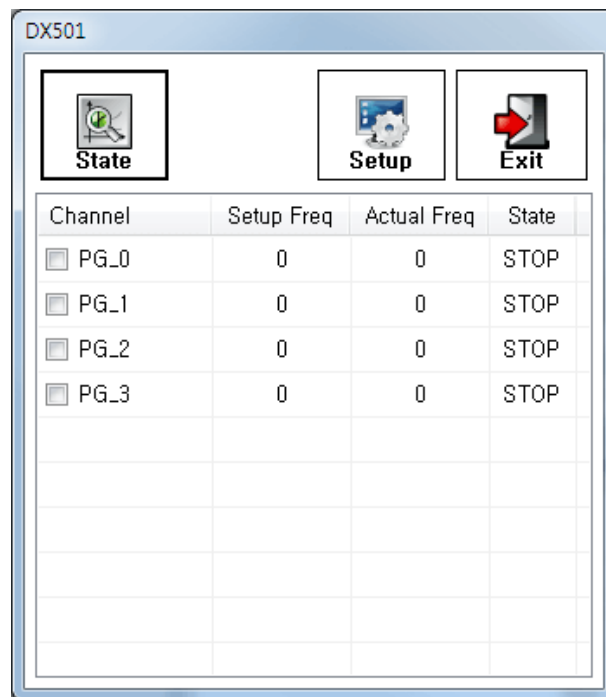 DX501
State Setup Exit
Channel Setup Freq Actual Freq State
PG_0 0 0 STOP
PG_1 0 0 STOP
PG_2 0 0 STOP
PG_3 0 0 STOP